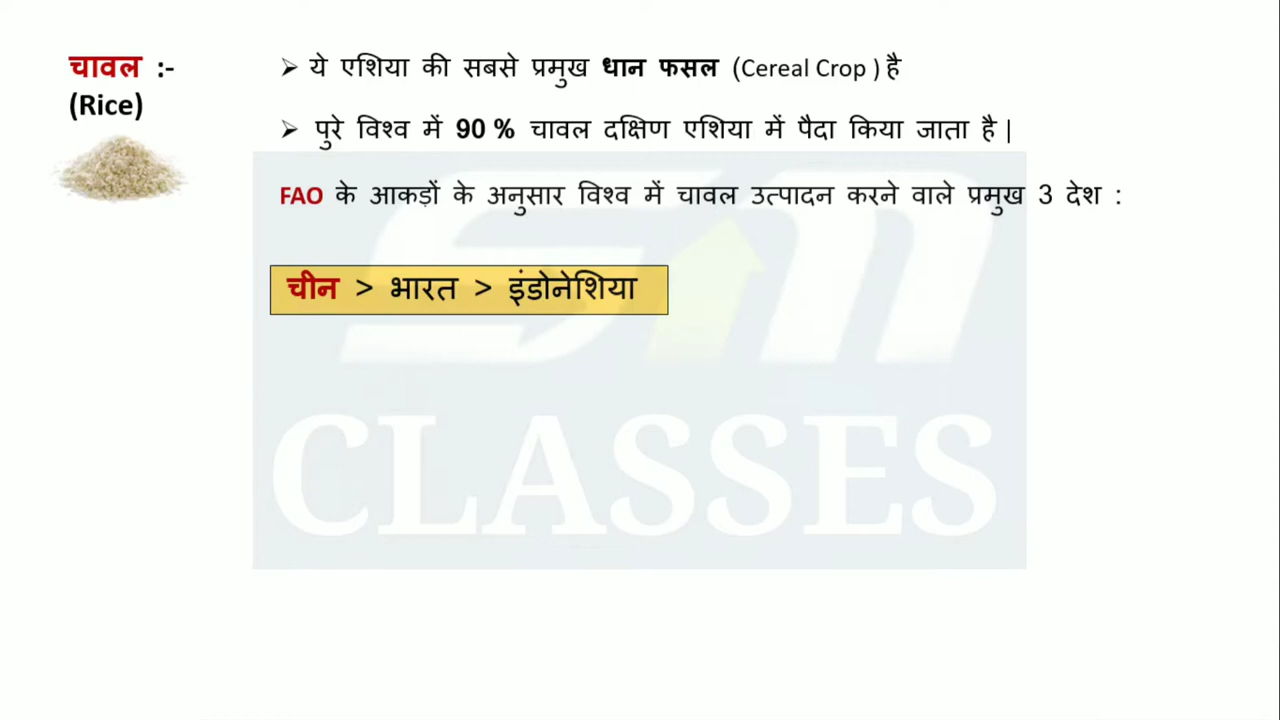 चावल :-
(Rice)
➢ ये एशिया की सबसे प्रमुख धान फसल (Cereal Crop ) है
➢ पुरे विश्व में 90 % चावल दक्षिण एशिया में पैदा किया जाता है |
FAO के आकड़ों के अनुसार विश्व में चावल उत्पादन करने वाले प्रमुख 3 देश :
चीन > भारत > इंडोनेशिया
SM
CLASSES